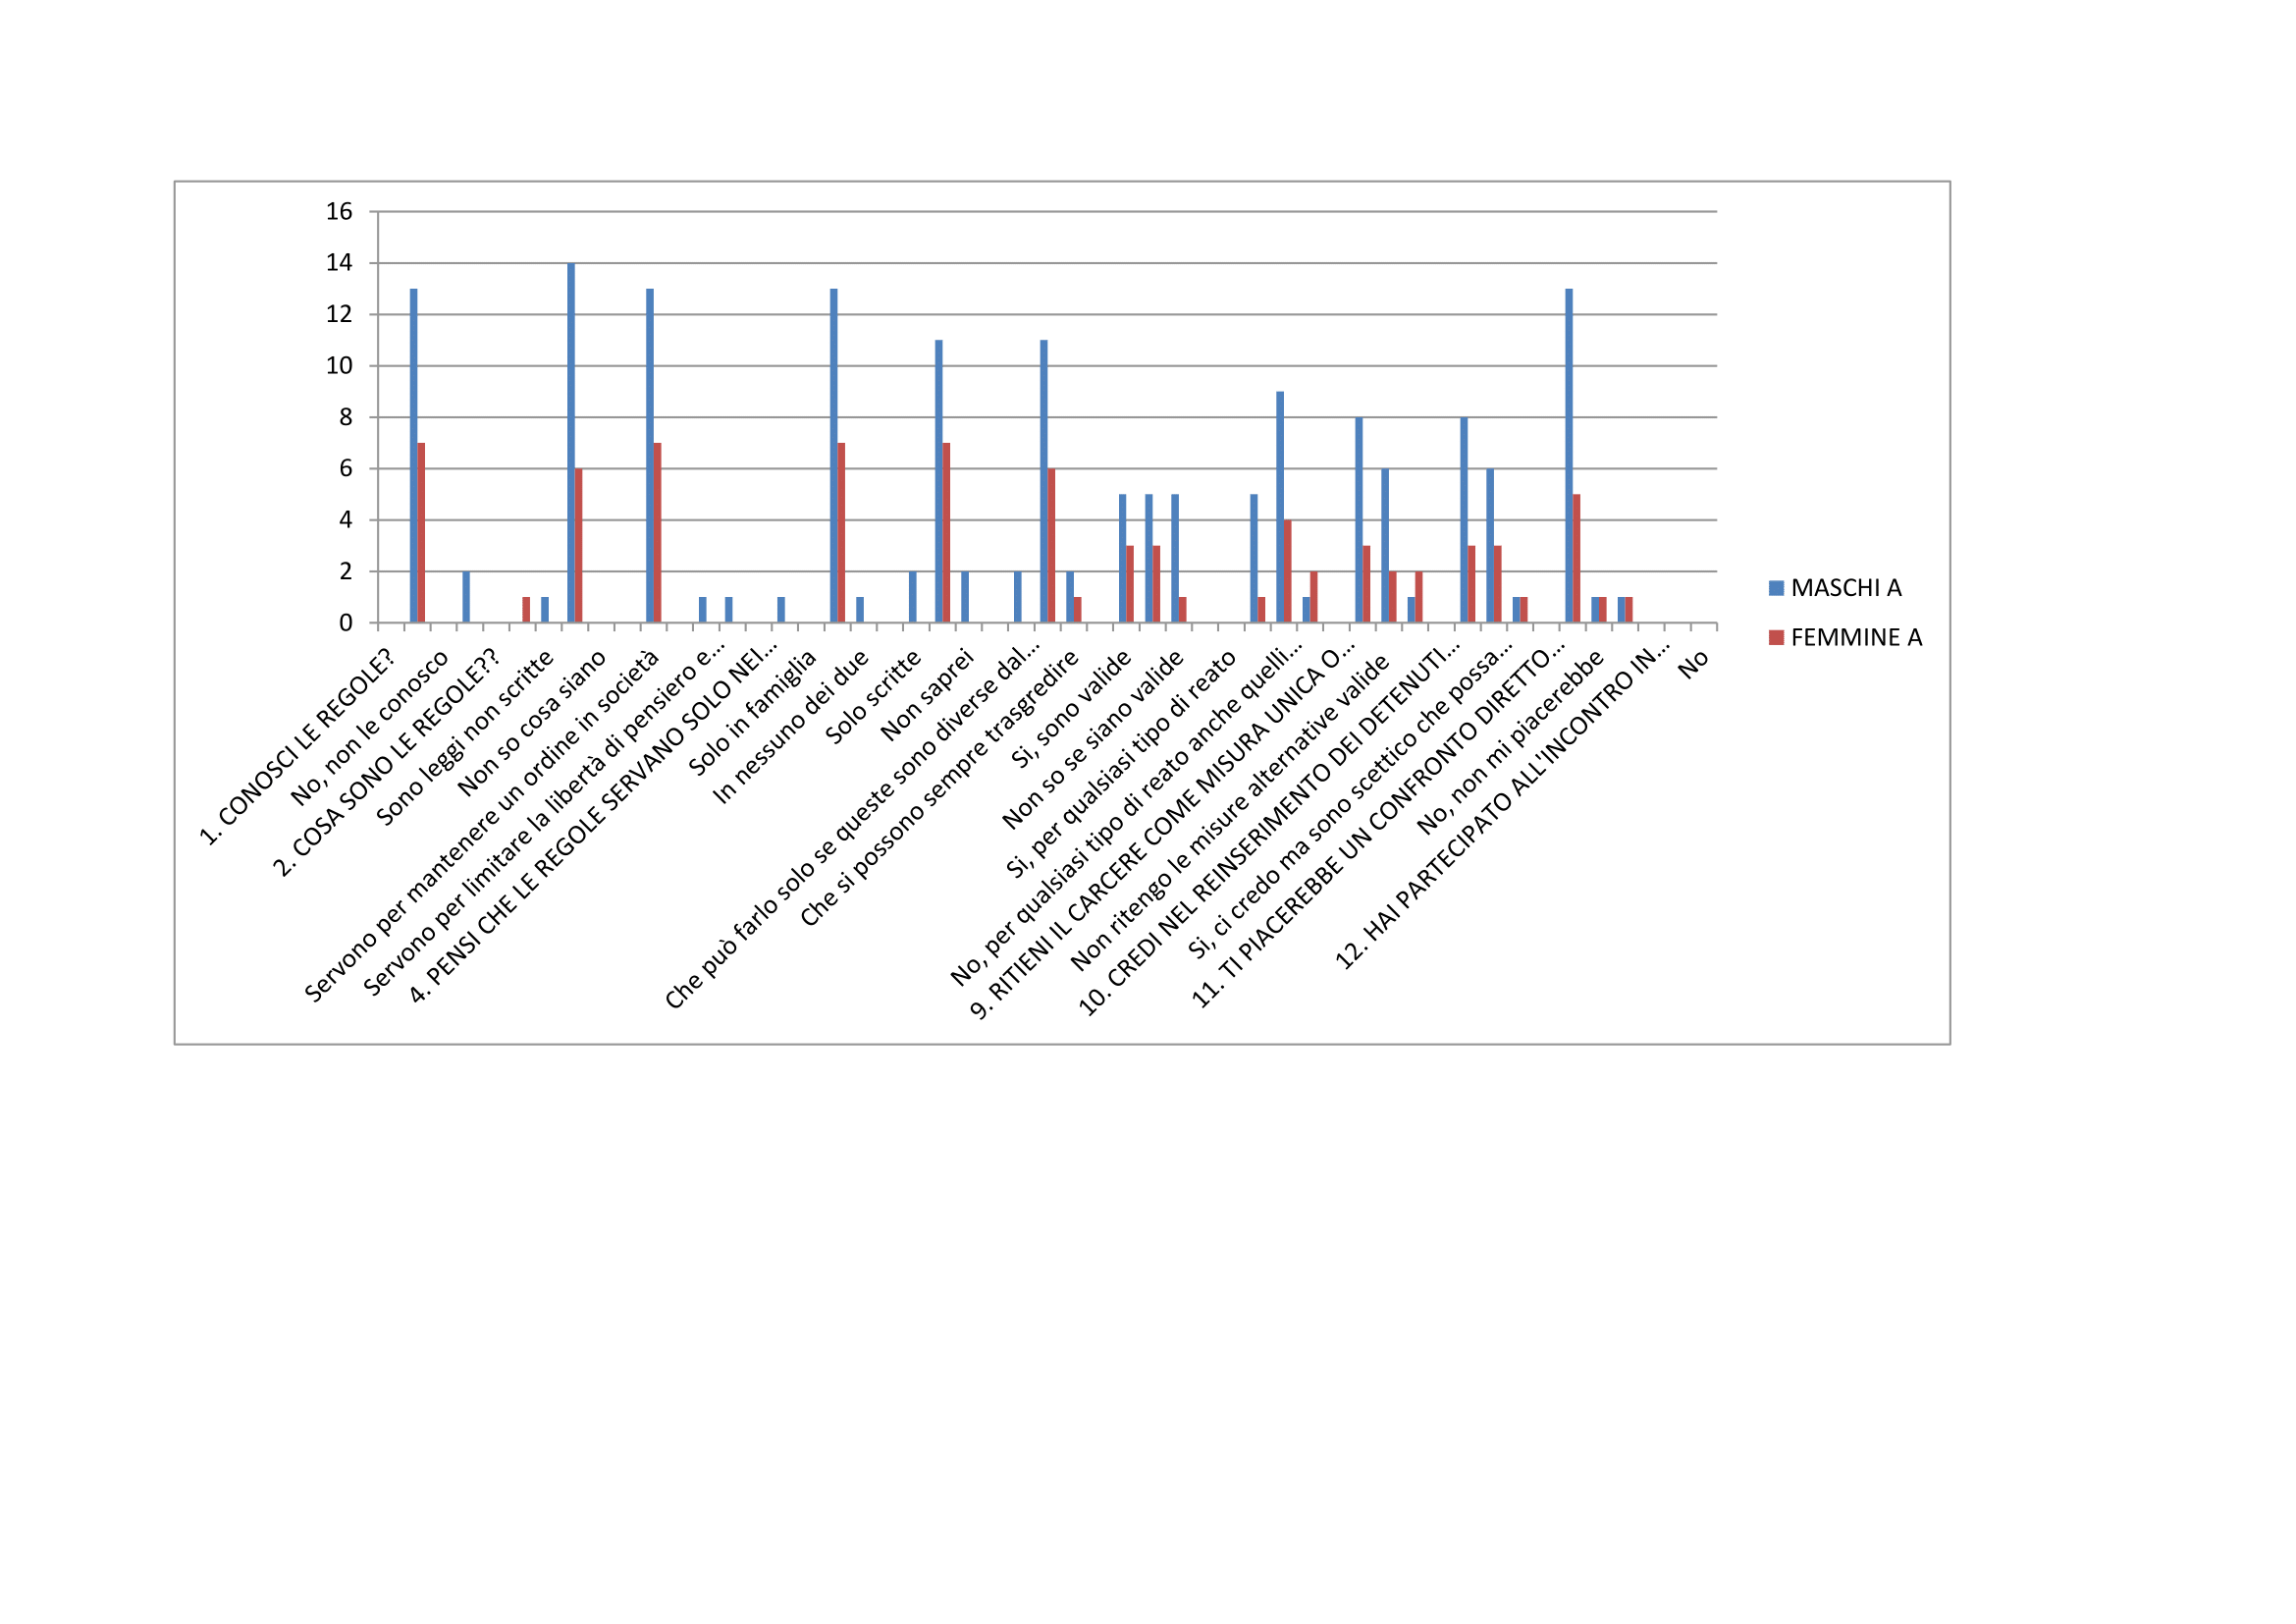 16
14
12
10
8
6
4
2
0
MASCHI A
FEMMINE A
1. CONOSCI LE REGOLE?
No, non le conosco
2. COSA SONO LE REGOLE??
Sono leggi non scritte
Non so cosa siano
Servono per mantenere un ordine in società
Servono per limitare la libertà di pensiero e...
4. PENSI CHE LE REGOLE SERVANO SOLO NEI...
Solo in famiglia
In nessuno dei due
Solo scritte
Non saprei
Che può farlo solo se queste sono diverse dal...
Che si possono sempre trasgredire
Si, sono valide
Non so se siano valide
Si, per qualsiasi tipo di reato
No, per qualsiasi tipo di reato anche quelli...
9. RITIENI IL CARCERE COME MISURA UNICA O...
Non ritengo le misure alternative valide
10. CREDI NEL REINSERIMENTO DEI DETENUTI...
Si, ci credo ma sono scettico che possa...
11. TI PIACEREBBE UN CONFRONTO DIRETTO...
No, non mi piacerebbe
12. HAI PARTECIPATO ALL'INCONTRO IN...
No